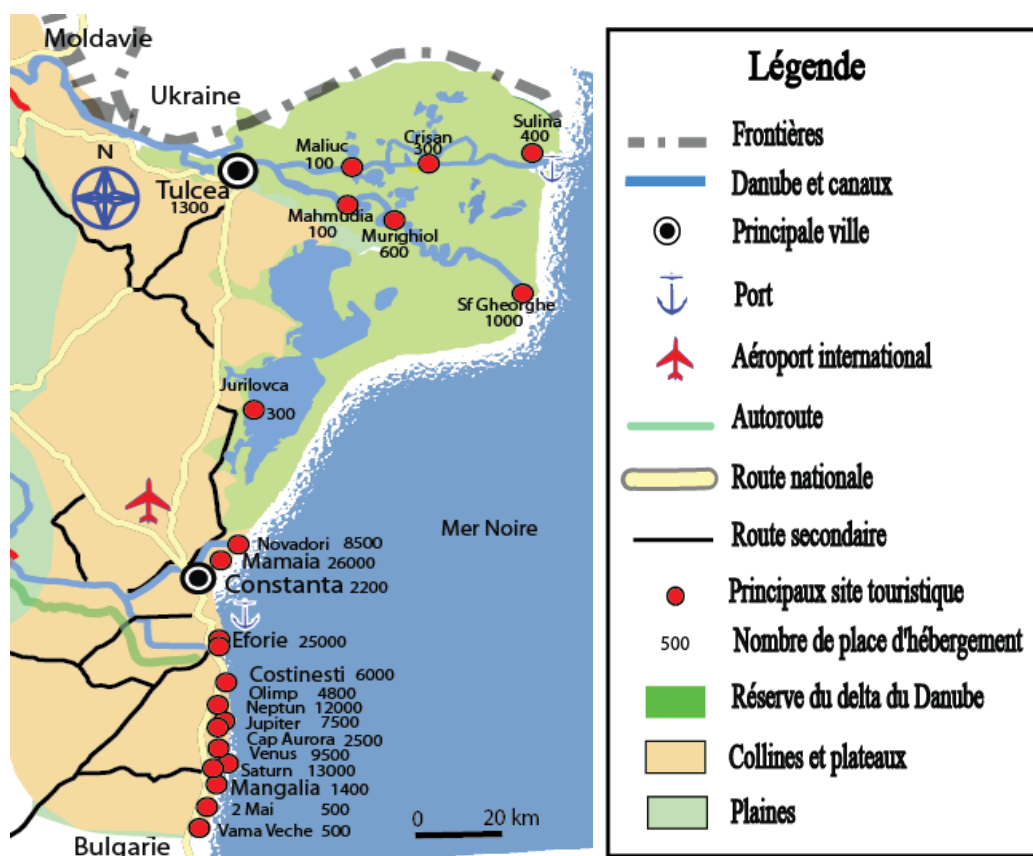 Moldavie
Ukraine
N
Tulcea
1300
Maliuc
100
Crisan
300
Sulina
400
Mahmudia
100
Murighiol
600
Sf Gheorghe
1000
Jurilovca
300
Mer Noire
Novadori 8500
Mamaia 26000
Constanta 2200
Eforie 25000
Costinesti 6000
Olimp 4800
Neptun 12000
Jupiter 7500
Cap Aurora 2500
Venus 9500
Saturn 13000
Mangalia 1400
2 Mai 500
Vama Veche 500
Bulgarie
0 20 km
Légende
Frontières
Danube et canaux
Principale ville
Port
Aéroport international
Autoroute
Route nationale
Route secondaire
Principaux site touristique
500 Nombre de place d'hébergement
Réserve du delta du Danube
Collines et plateaux
Plaines